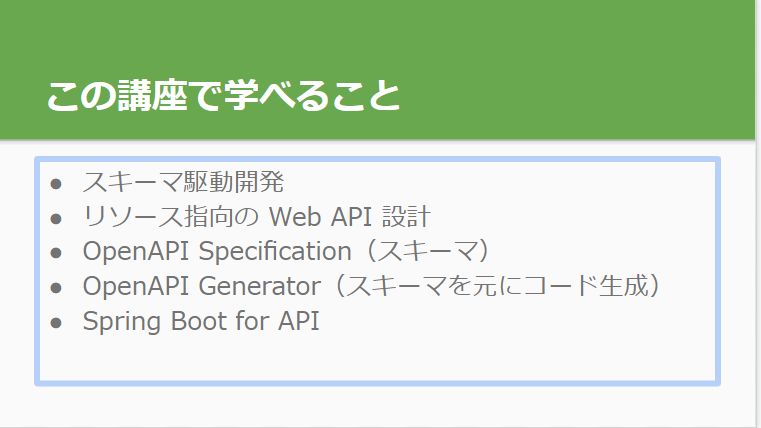 この講座で学べること
● スキーマ駆動開発
● リソース指向の Web API 設計
● OpenAPI Specification（スキーマ）
● OpenAPI Generator（スキーマを元にコード生成）
● Spring Boot for API